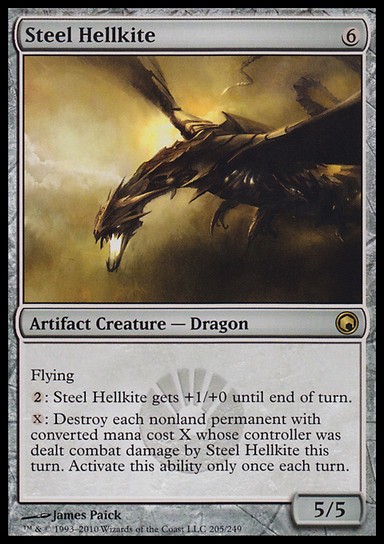 Steel Hellkite 6
Artifact Creature — Dragon
Flying
2: Steel Hellkite gets +1/+0 until end of turn.
X: Destroy each nonland permanent with
converted mana cost X whose controller was
dealt combat damage by Steel Hellkite this
turn. Activate this ability only once each turn.
James Paick
5/5
™ & © 1993–2010 Wizards of the Coast LLC 205/249